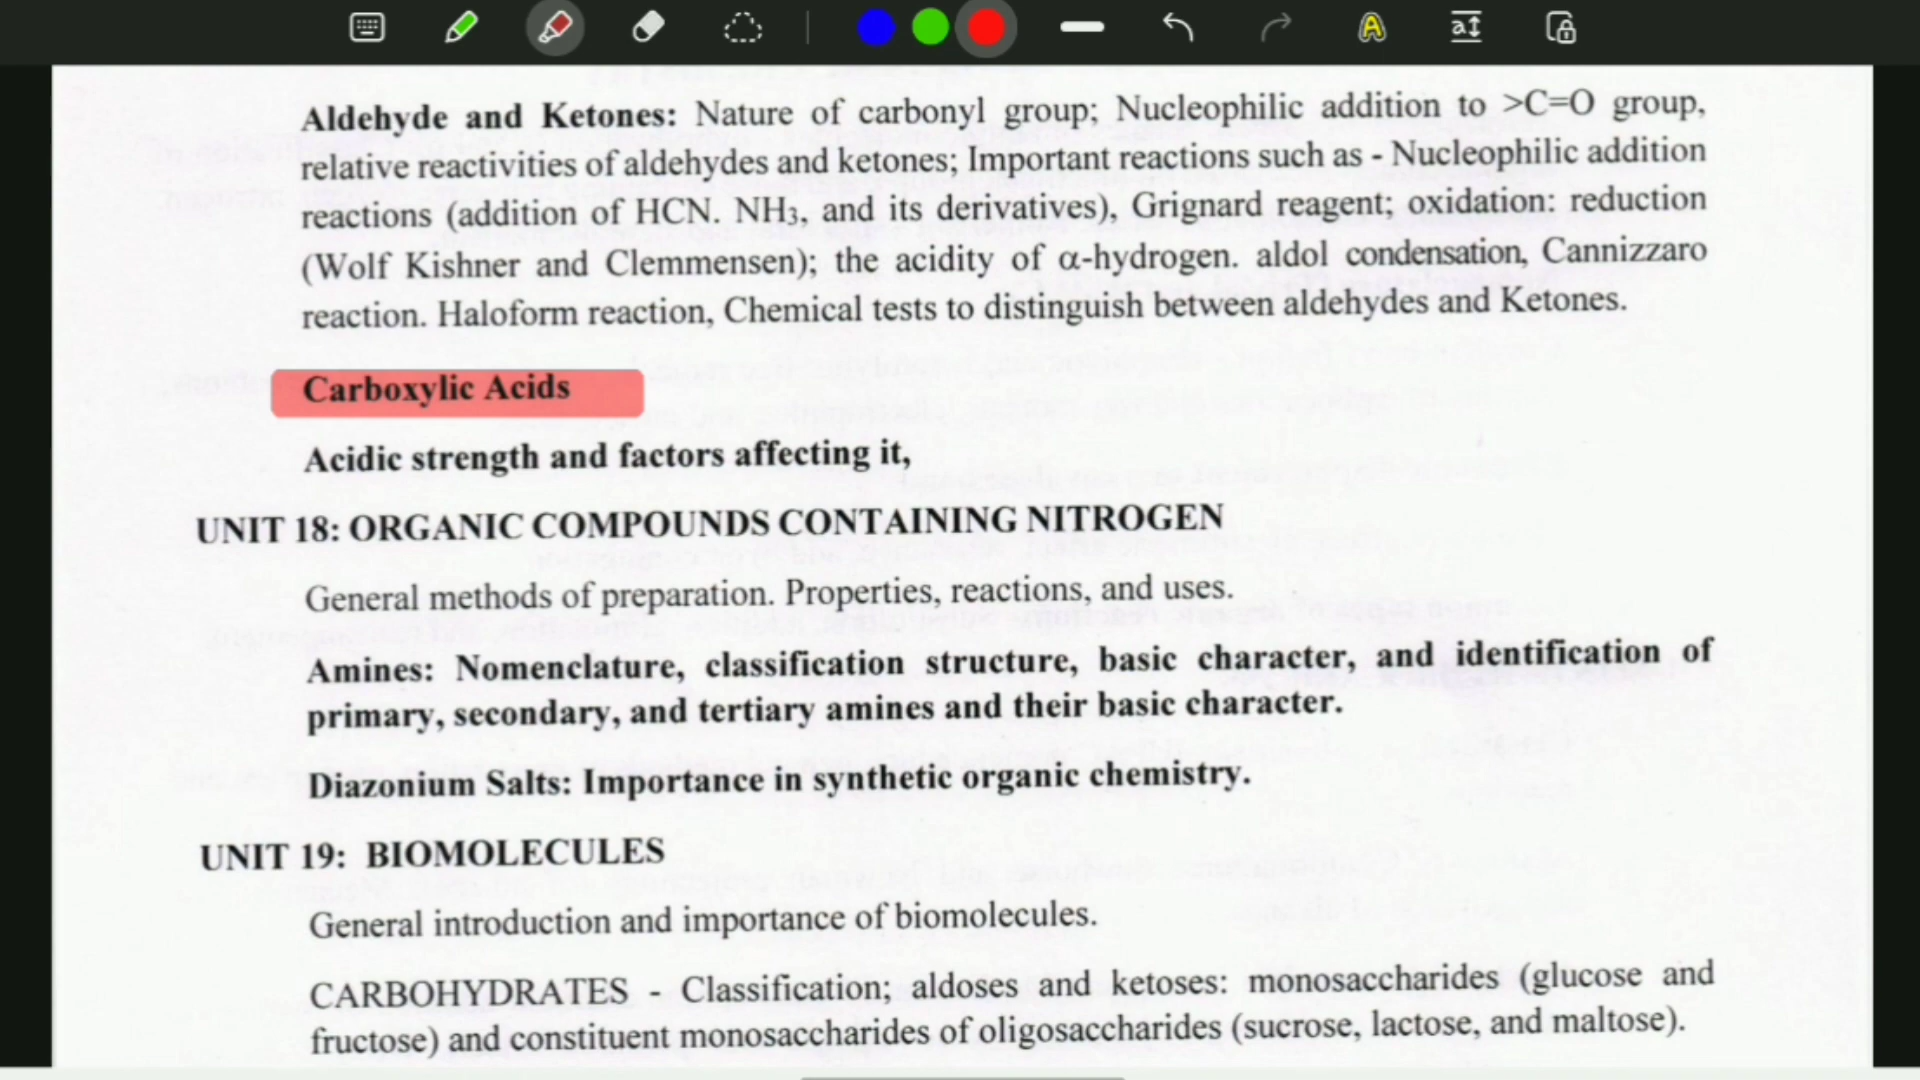 Aldehyde and Ketones: Nature of carbonyl group; Nucleophilic addition to >C=O group,
relative reactivities of aldehydes and ketones; Important reactions such as - Nucleophilic addition
reactions (addition of HCN. NH3, and its derivatives), Grignard reagent; oxidation: reduction
(Wolf Kishner and Clemmensen); the acidity of α-hydrogen. aldol condensation, Cannizzaro
reaction. Haloform reaction, Chemical tests to distinguish between aldehydes and Ketones.
Carboxylic Acids
Acidic strength and factors affecting it,
UNIT 18: ORGANIC COMPOUNDS CONTAINING NITROGEN
General methods of preparation. Properties, reactions, and uses.
Amines: Nomenclature, classification structure, basic character, and identification of
primary, secondary, and tertiary amines and their basic character.
Diazonium Salts: Importance in synthetic organic chemistry.
UNIT 19: BIOMOLECULES
General introduction and importance of biomolecules.
CARBOHYDRATES - Classification; aldoses and ketoses: monosaccharides (glucose and
fructose) and constituent monosaccharides of oligosaccharides (sucrose, lactose, and maltose).